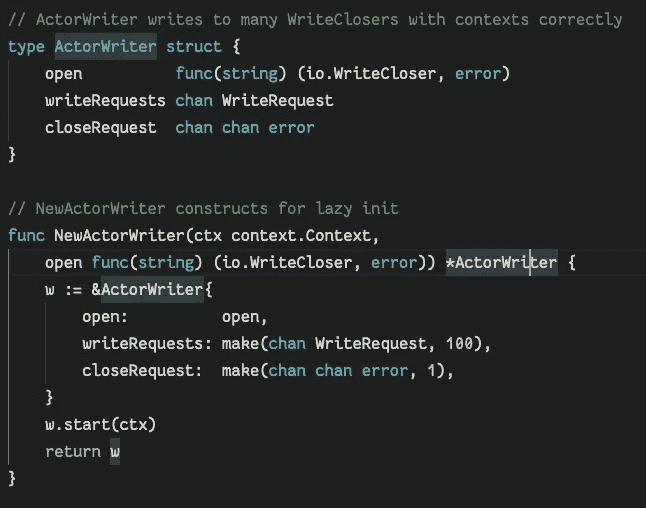 // ActorWriter writes to many WriteClosers with contexts correctly
type ActorWriter struct {
    open          func(string) (io.WriteCloser, error)
    writeRequests chan WriteRequest
    closeRequest  chan chan error
}

// NewActorWriter constructs for lazy init
func NewActorWriter(ctx context.Context,
    open func(string) (io.WriteCloser, error)) *ActorWriter {
    w := &ActorWriter{
        open:          open,
        writeRequests: make(chan WriteRequest, 100),
        closeRequest:  make(chan chan error, 1),
    }
    w.start(ctx)
    return w
}